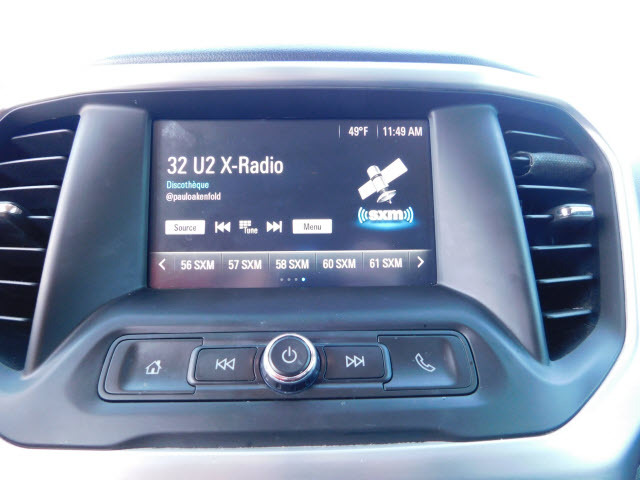 49°F 11:49 AM
32 U2 X-Radio
Discothèque
@pauloakenfold
sxm
Source Tune Menu
56 SXM 57 SXM 58 SXM 60 SXM 61 SXM